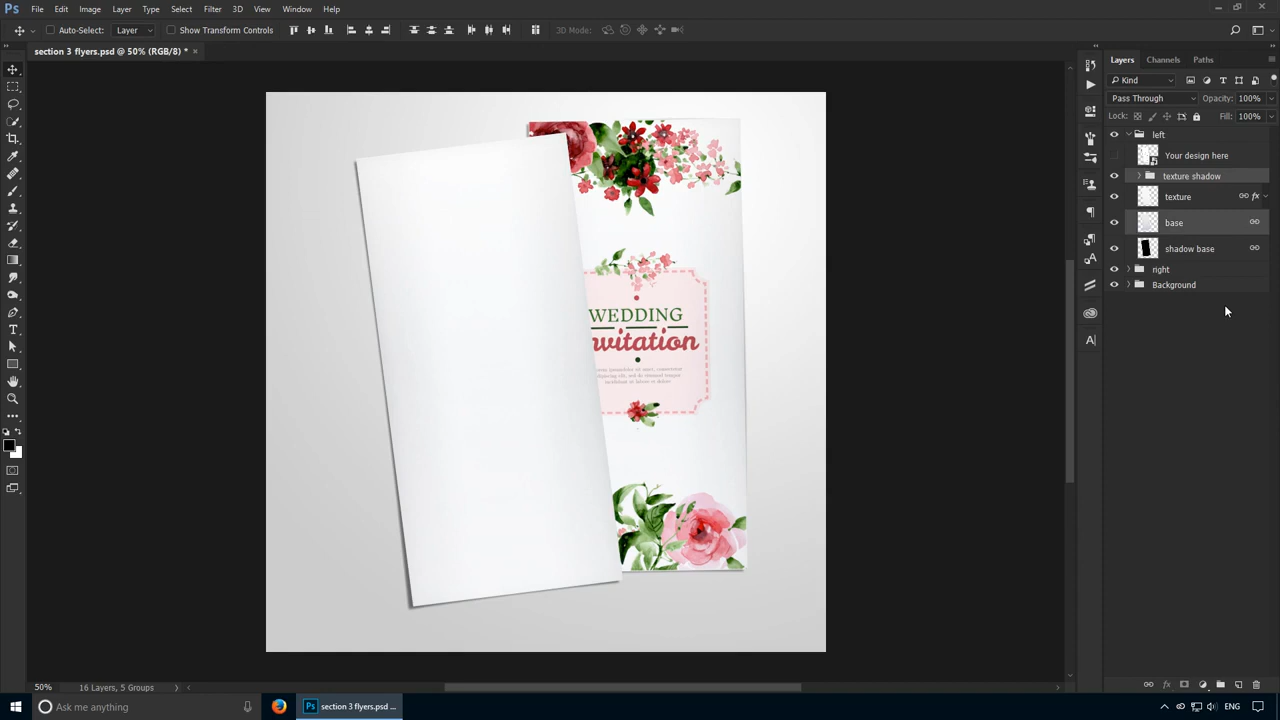 Ps File Edit Image Layer Type Select Filter 3D View Window Help
Auto-Select: Layer Show Transform Controls 3D Mode:
section 3 flyers.psd @ 50% (RGB/8) * ×
Layers Channels Paths
Kind
Pass Through Opacity: 100%
Lock: Fill: 100%
left
Your design here
texture shadow
texture fx
base
shadow base
right
Background
WEDDING
nvitation
50% 16 Layers, 5 Groups
Ask me anything
Ps section 3 flyers.psd ...
ENG